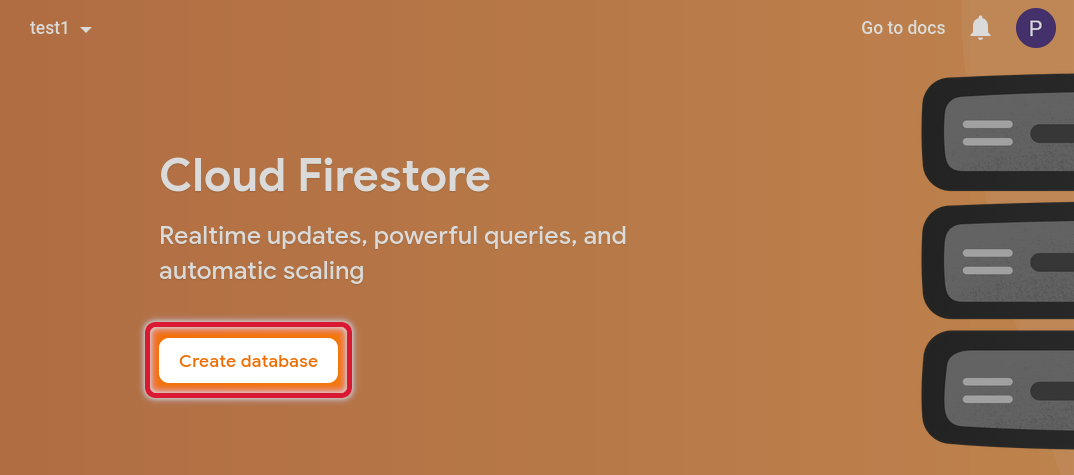 test1
Go to docs
P
Cloud Firestore
Realtime updates, powerful queries, and
automatic scaling
Create database